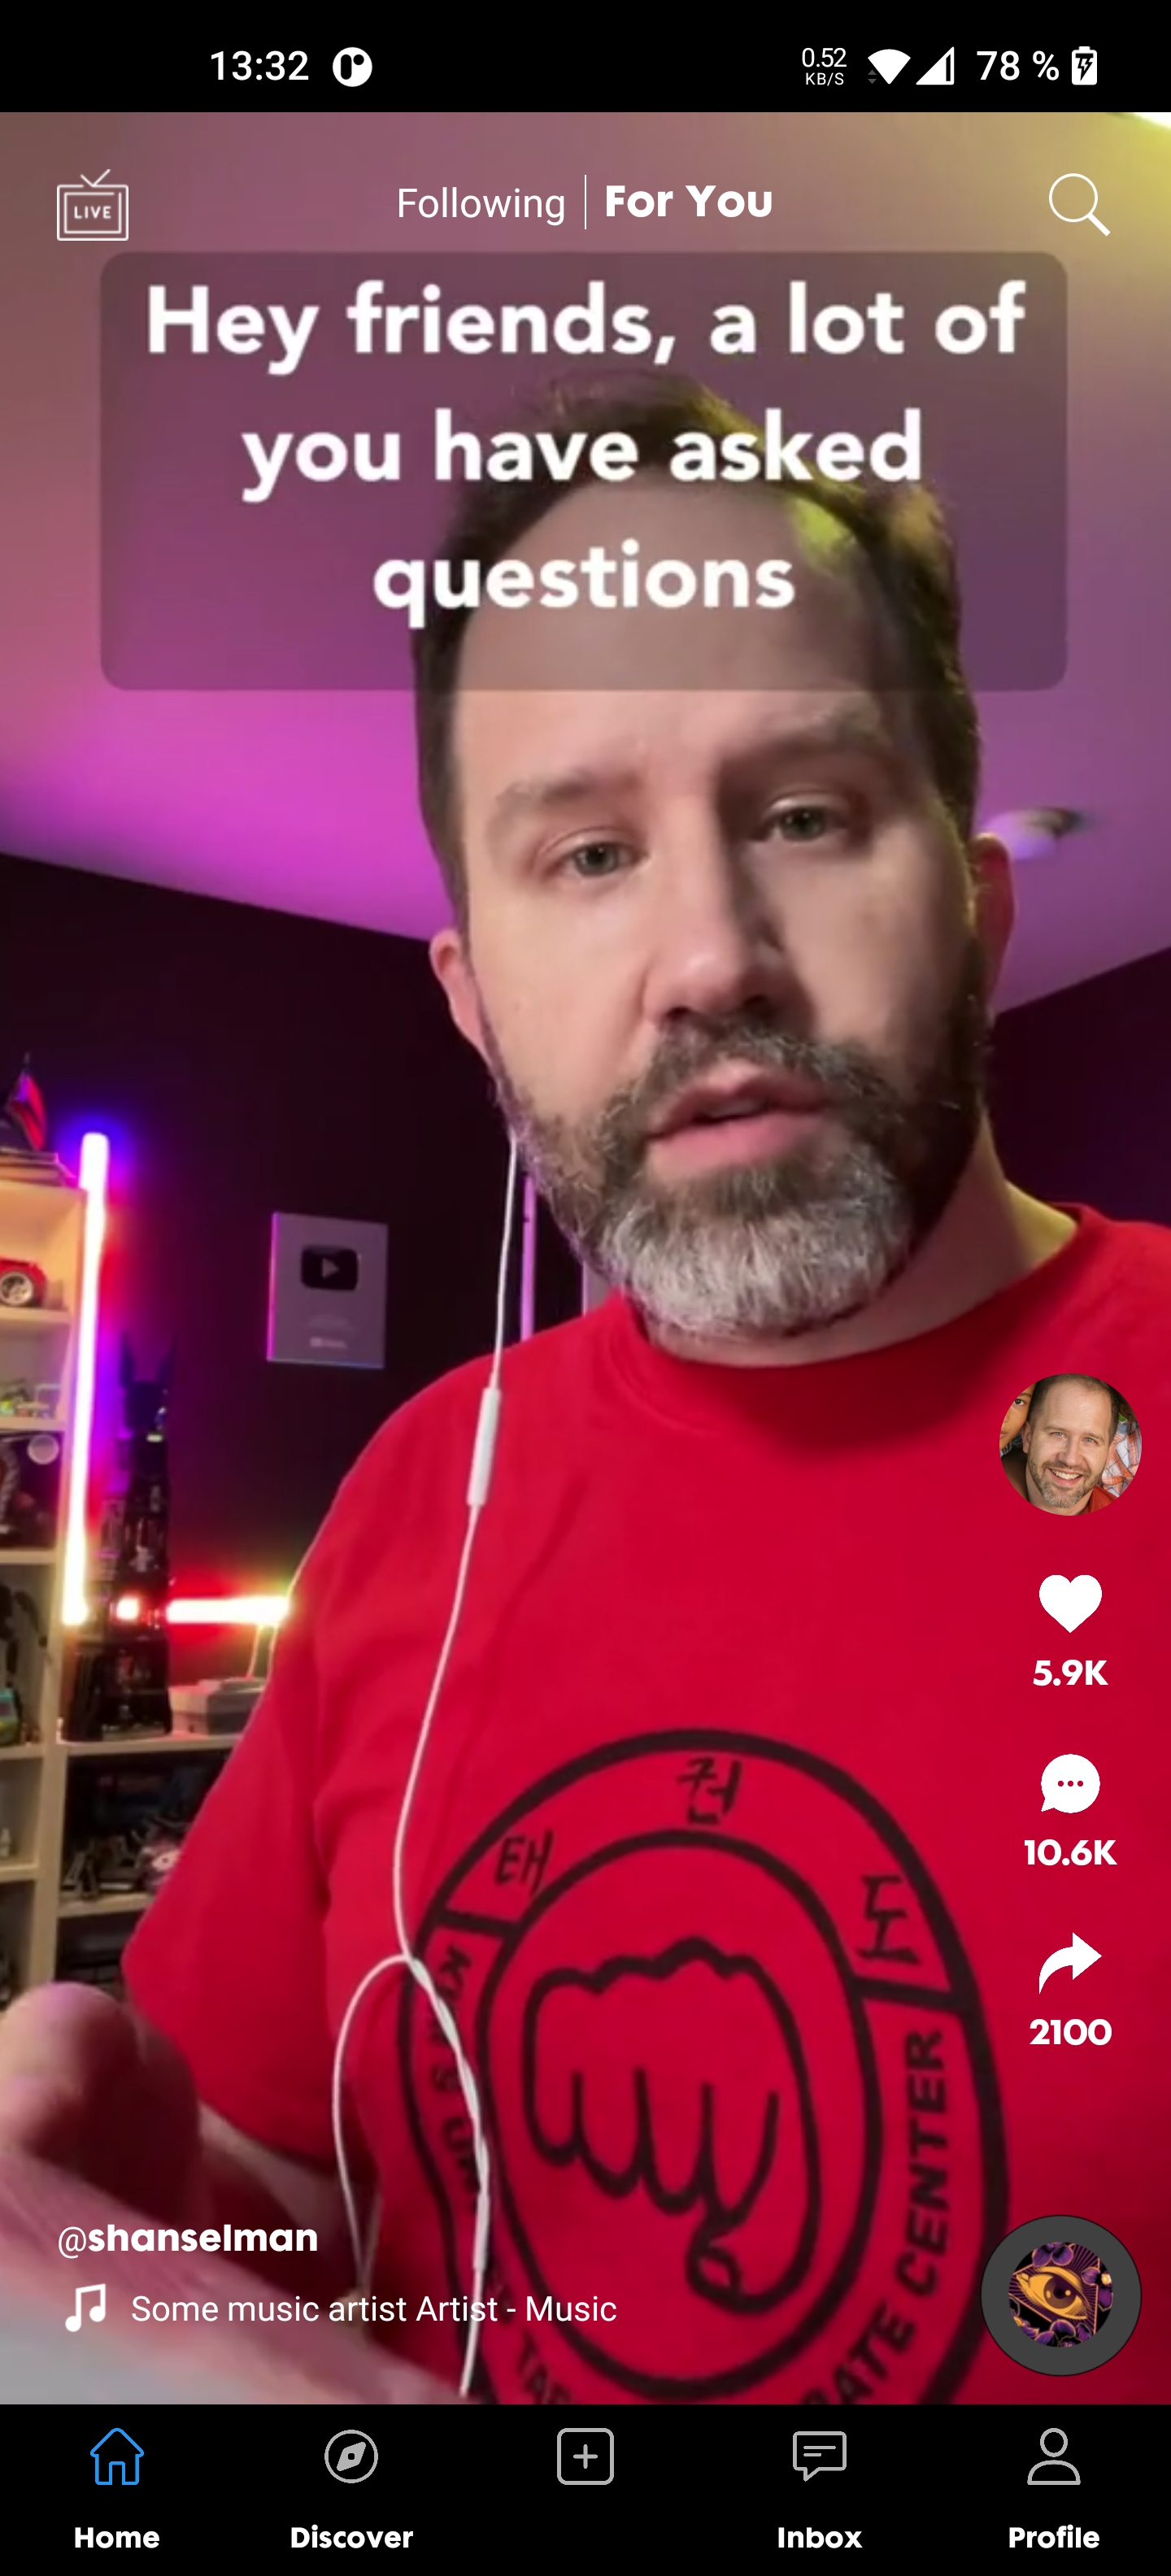 13:32
0.52
KB/S
78 %
LIVE
Following
For You
Hey friends, a lot of
you have asked
questions
5.9K
10.6K
2100
태 권 도
CENTER
@shanselman
Some music artist Artist - Music
Home
Discover
Inbox
Profile